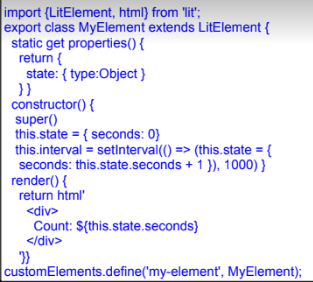 import {LitElement, html} from 'lit';
export class MyElement extends LitElement {
static get properties() {
return {
state: { type:Object }
} }
constructor() {
super()
this.state = { seconds: 0}
this.interval = setInterval(() => (this.state = {
seconds: this.state.seconds + 1 }), 1000) }
render() {
return html'
<div>
Count: ${this.state.seconds}
</div>
'}}
customElements.define('my-element', MyElement);